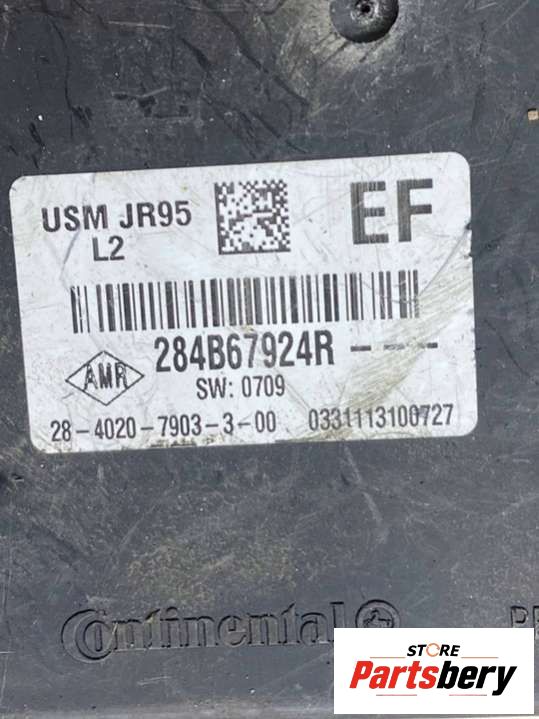 USM JR95
L2
EF
284B67924R---
AMR
SW: 0709
28-4020-7903-3-00 0331113100727
Continental
STORE
Partsbery